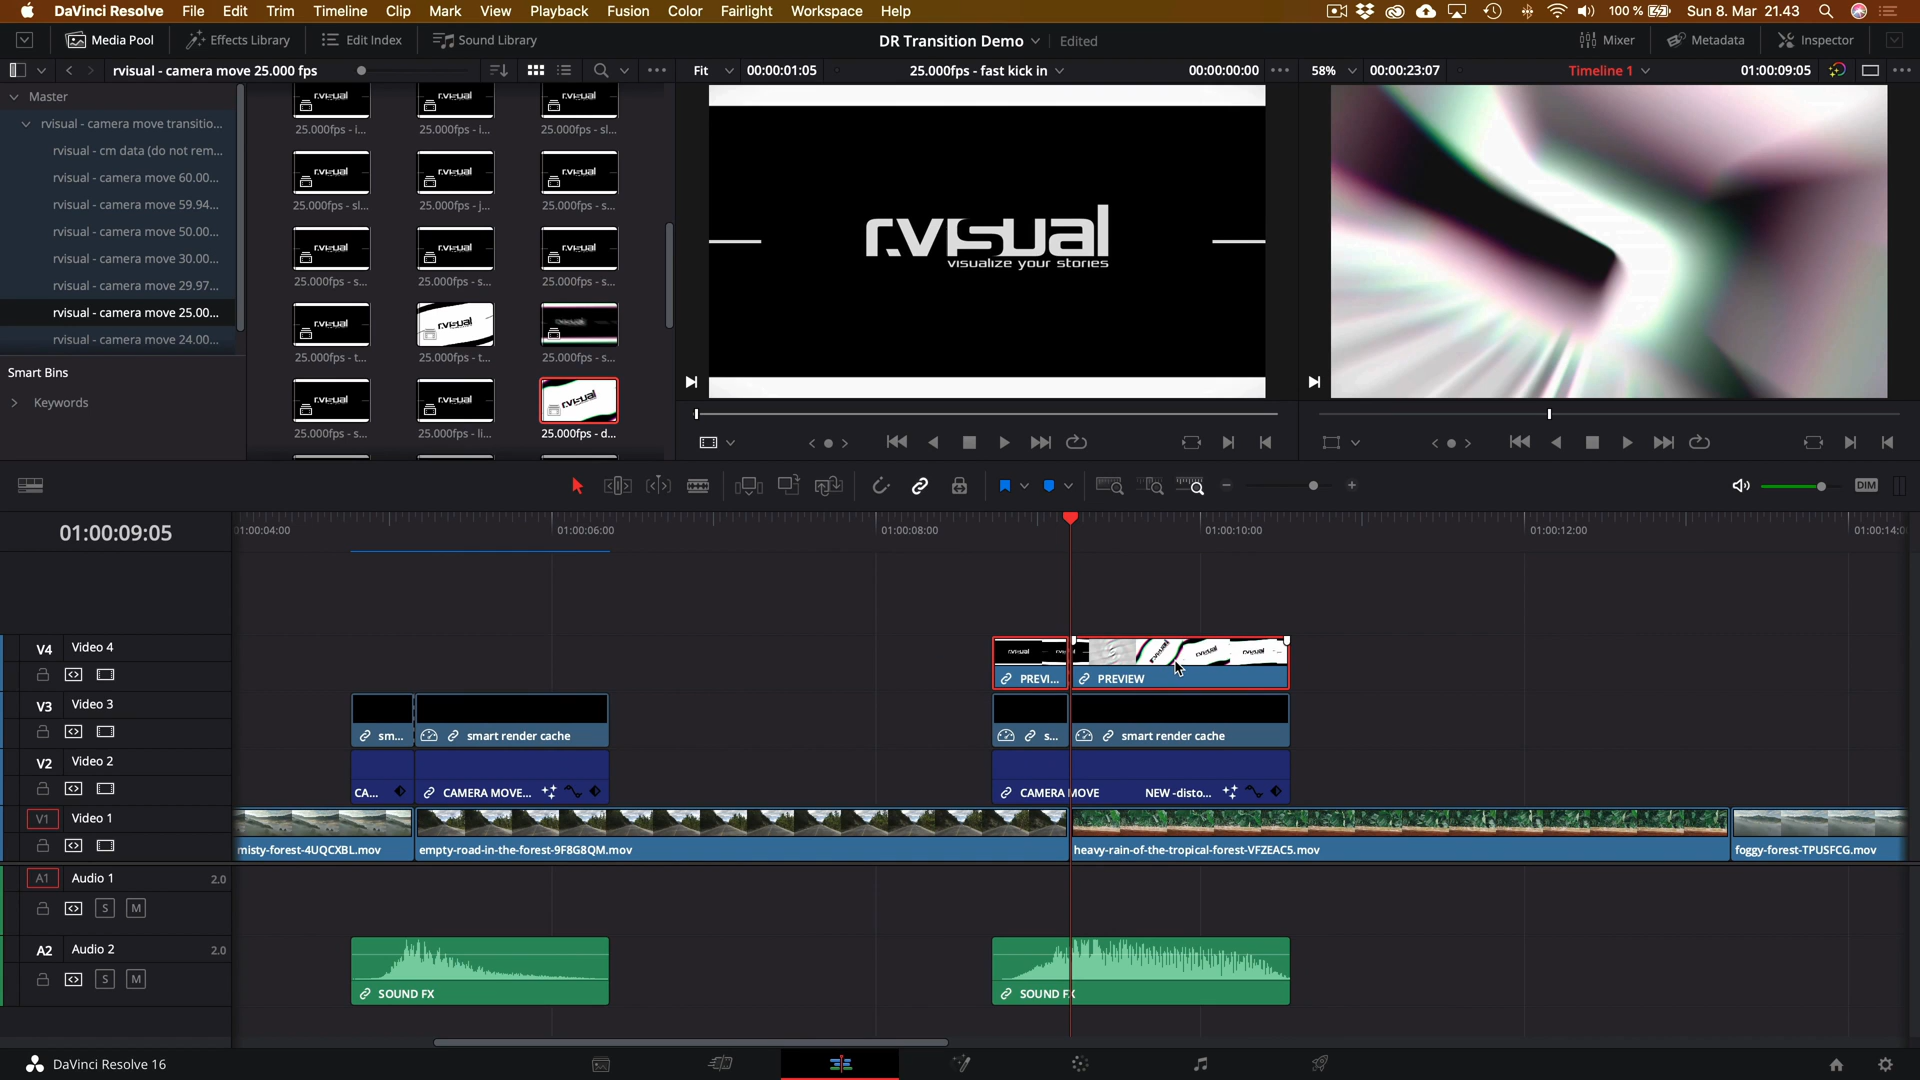 DaVinci Resolve File Edit Trim Timeline Clip Mark View Playback Fusion Color Fairlight Workspace Help 100 % Sun 8. Mar 21.43
Media Pool Effects Library Edit Index Sound Library DR Transition Demo Edited Mixer Metadata Inspector
rvisual - camera move 25.000 fps Fit 00:00:01:05 25.000fps - fast kick in 00:00:00:00 58% 00:00:23:07 Timeline 1 01:00:09:05
Master
rvisual - camera move transitio...
rvisual - cm data (do not rem...
rvisual - camera move 60.00...
rvisual - camera move 59.94...
rvisual - camera move 50.00...
rvisual - camera move 30.00...
rvisual - camera move 29.97...
rvisual - camera move 25.00...
rvisual - camera move 24.00...
Smart Bins
Keywords
25.000fps - i... 25.000fps - i... 25.000fps - sl...
25.000fps - sl... 25.000fps - j... 25.000fps - s...
25.000fps - s... 25.000fps - s... 25.000fps - s...
25.000fps - t... 25.000fps - t... 25.000fps - s...
25.000fps - s... 25.000fps - li... 25.000fps - d...
r.visual
visualize your stories
DIM
01:00:09:05
01:00:04:00 01:00:06:00 01:00:08:00 01:00:10:00 01:00:12:00 01:00:14:0
V4 Video 4
PREVI... PREVIEW
V3 Video 3
sm... smart render cache s... smart render cache
V2 Video 2
CA... CAMERA MOVE... CAMERA MOVE NEW -disto...
V1 Video 1
misty-forest-4UQCXBL.mov empty-road-in-the-forest-9F8G8QM.mov heavy-rain-of-the-tropical-forest-VFZEAC5.mov foggy-forest-TPUSFCG.mov
A1 Audio 1 2.0
S M
A2 Audio 2 2.0
S M
SOUND FX SOUND FX
DaVinci Resolve 16